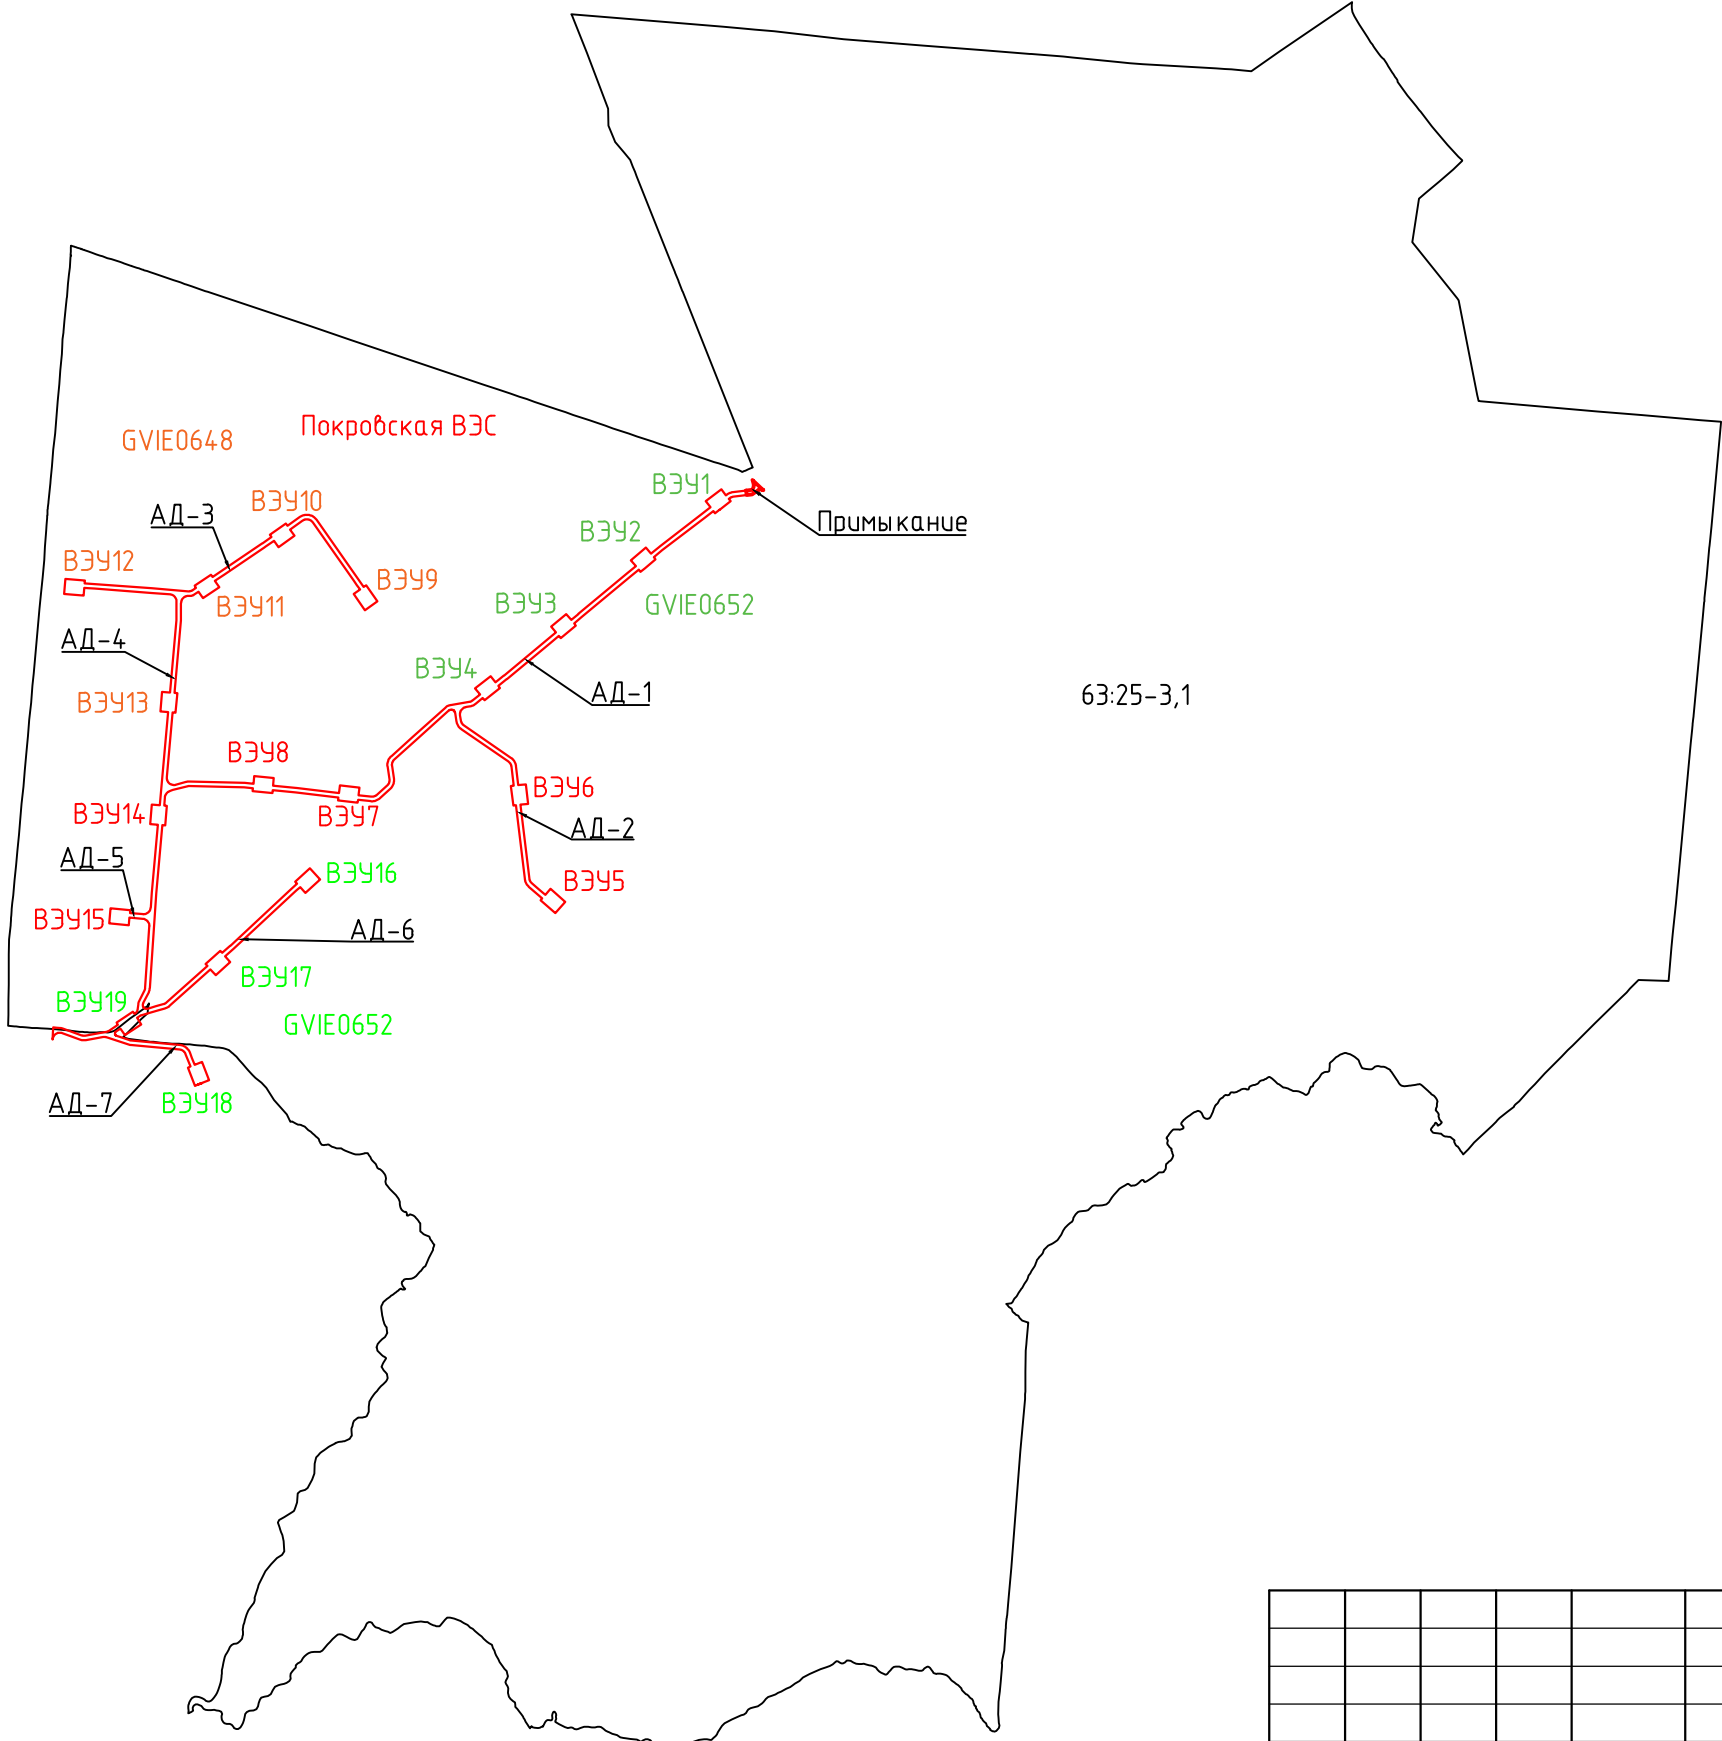 Покровская ВЭС
GVIE0648
ВЭУ1
ВЭУ10
АД-3
Примыкание
ВЭУ2
ВЭУ12
ВЭУ9
ВЭУ11
ВЭУ3
GVIE0652
АД-4
ВЭУ4
АД-1
63:25-3,1
ВЭУ13
ВЭУ8
ВЭУ6
ВЭУ14
ВЭУ7
АД-2
АД-5
ВЭУ16
ВЭУ5
ВЭУ15
АД-6
ВЭУ17
ВЭУ19
GVIE0652
АД-7
ВЭУ18